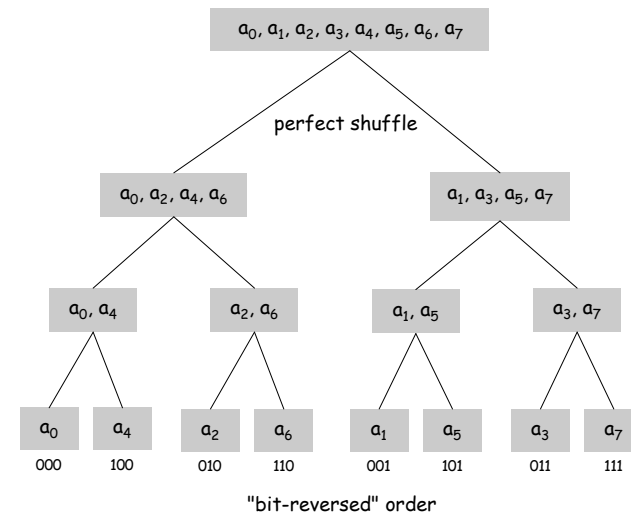 a₀, a₁, a₂, a₃, a₄, a₅, a₆, a₇
perfect shuffle
a₀, a₂, a₄, a₆
a₁, a₃, a₅, a₇
a₀, a₄
a₂, a₆
a₁, a₅
a₃, a₇
a₀
a₄
a₂
a₆
a₁
a₅
a₃
a₇
000
100
010
110
001
101
011
111
"bit-reversed" order